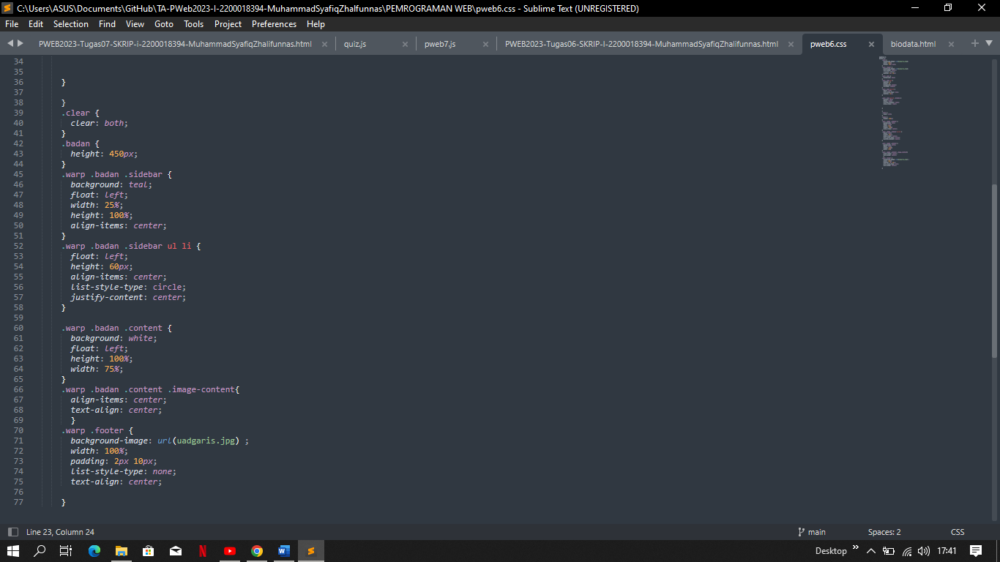 C:\Users\ASUS\Documents\GitHub\TA-PWeb2023-I-2200018394-MuhammadSyafiqZhalfunnas\PEMROGRAMAN WEB\pweb6.css - Sublime Text (UNREGISTERED)
File Edit Selection Find View Goto Tools Project Preferences Help
PWEB2023-Tugas07-SKRIP-i-2200018394-MuhammadSyafiqZhalifunnas.html quiz.js pweb7.js PWEB2023-Tugas06-SKRIP-I-2200018394-MuhammadSyafiqZhalifunnas.html pweb6.css biodata.html
34
35
36 }
37
38 }
39 .clear {
40 clear: both;
41 }
42 .badan {
43 height: 450px;
44 }
45 .warp .badan .sidebar {
46 background: teal;
47 float: left;
48 width: 25%;
49 height: 100%;
50 align-items: center;
51 }
52 .warp .badan .sidebar ul li {
53 float: left;
54 height: 60px;
55 align-items: center;
56 list-style-type: circle;
57 justify-content: center;
58 }
59
60 .warp .badan .content {
61 background: white;
62 float: left;
63 height: 100%;
64 width: 75%;
65 }
66 .warp .badan .content .image-content{
67 align-items: center;
68 text-align: center;
69 }
70 .warp .footer {
71 background-image: url(uadgaris.jpg) ;
72 width: 100%;
73 padding: 2px 10px;
74 list-style-type: none;
75 text-align: center;
76
77 }
Line 23, Column 24 main Spaces: 2 CSS
Desktop 17:41